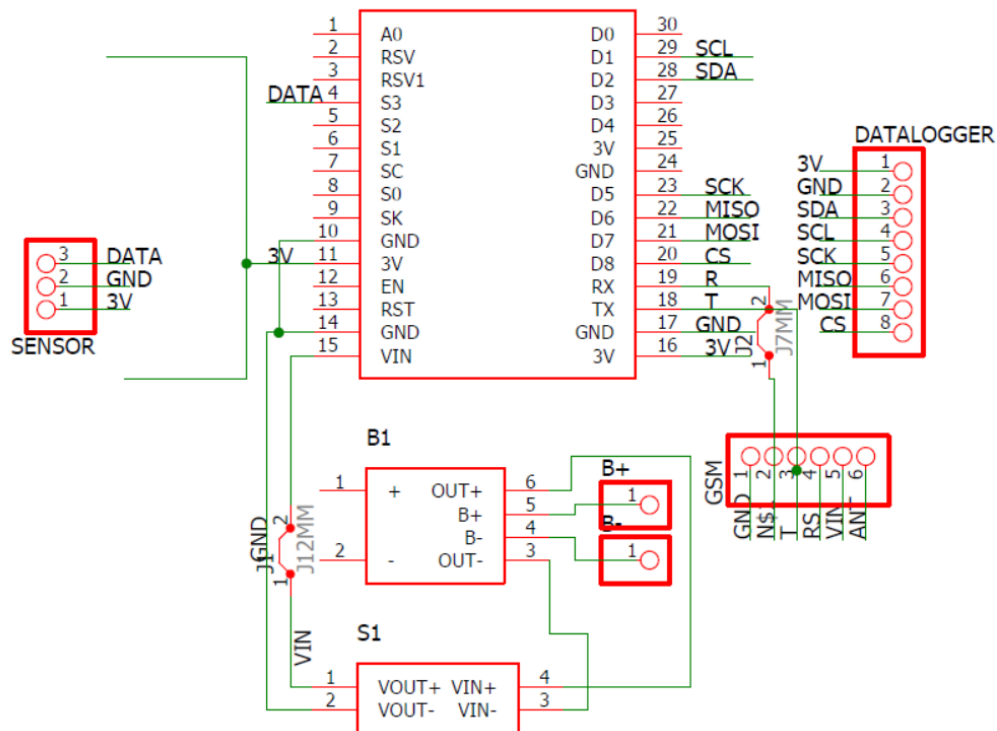 1 A0 D0 30
2 RSV D1 29 SCL
3 RSV1 D2 28 SDA
DATA 4 S3 D3 27
5 S2 D4 26
6 S1 3V 25
7 SC GND 24
8 S0 D5 23 SCK
9 SK D6 22 MISO
10 GND D7 21 MOSI
3V 11 3V D8 20 CS
12 EN RX 19 R
13 RST TX 18 T
14 GND GND 17 GND
15 VIN 3V 16 3V
DATALOGGER
3V 1
GND 2
SDA 3
SCL 4
SCK 5
MISO 6
MOSI 7
CS 8
3 DATA
2 GND
1 3V
SENSOR
J2
2
1
J7MM
GSM
1 2 3 4 5 6
GND
T
RS
VIN
ANT
B1
1 + OUT+ 6
B+ 5
B- 4
2 - OUT- 3
B+
1
B-
1
GND
J1
2
1
J12MM
VIN
S1
1 VOUT+ VIN+ 4
2 VOUT- VIN- 3